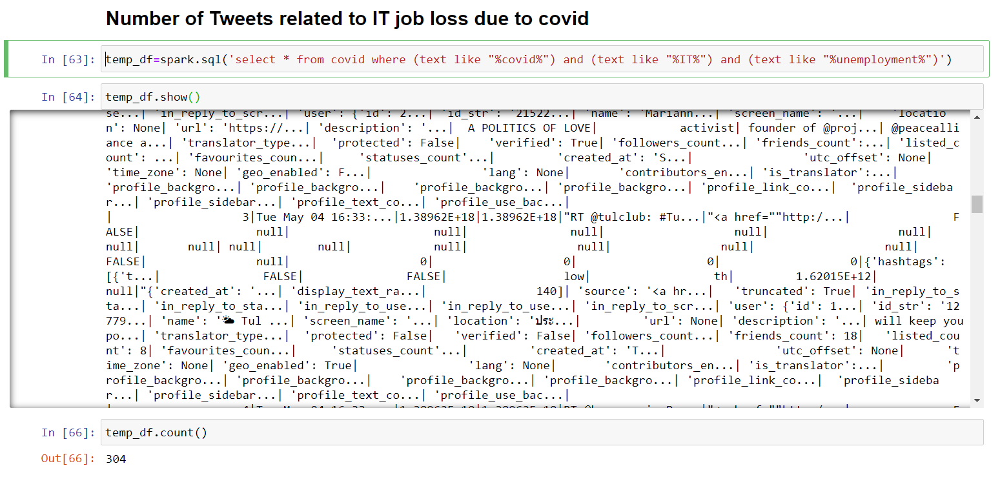 Number of Tweets related to IT job loss due to covid
In [63]: temp_df=spark.sql('select * from covid where (text like "%covid%") and (text like "%IT%") and (text like "%unemployment%")')
In [64]: temp_df.show()
se...| 'in_reply_to_scr...| 'user': {'id': 2...| 'id_str': '21522...| 'name': 'Mariann...| 'screen_name': '...| 'locatio
n': None| 'url': 'https://...| 'description': '...| A POLITICS OF LOVE| activist| founder of @proj...| @peacealli
ance a...| 'translator_type...| 'protected': False| 'verified': True| 'followers_count...| 'friends_count':...| 'listed_c
ount': ...| 'favourites_coun...| 'statuses_count'...| 'created_at': 'S...| 'utc_offset': None|
'time_zone': None| 'geo_enabled': F...| 'lang': None| 'contributors_en...| 'is_translator':...|
'profile_backgro...| 'profile_backgro...| 'profile_backgro...| 'profile_backgro...| 'profile_link_co...| 'profile_sideba
r...| 'profile_sidebar...| 'profile_text_co...| 'profile_use_bac...|
| 3|Tue May 04 16:33:...|1.38962E+18|1.38962E+18|"RT @tulclub: #Tu...|"<a href=""http:/...| F
ALSE| null| null| null| null| null|
null| null| null| null| null| null| null| null|
FALSE| null| 0| 0| 0| 0|{'hashtags':
[{'t...| FALSE| FALSE| low| th| 1.62015E+12|
null|"{'created_at': '...| 'display_text_ra...| 140]| 'source': '<a hr...| 'truncated': True| 'in_reply_to_s
ta...| 'in_reply_to_sta...| 'in_reply_to_use...| 'in_reply_to_use...| 'in_reply_to_scr...| 'user': {'id': 1...| 'id_str': '12
779...| 'name': '🌥 Tul ...| 'screen_name': '...| 'location': 'ประ...| 'url': None| 'description': '...| will keep you
po...| 'translator_type...| 'protected': False| 'verified': False| 'followers_count...| 'friends_count': 18| 'listed_cou
nt': 8| 'favourites_coun...| 'statuses_count'...| 'created_at': 'T...| 'utc_offset': None| 't
ime_zone': None| 'geo_enabled': True| 'lang': None| 'contributors_en...| 'is_translator':...| 'p
rofile_backgro...| 'profile_backgro...| 'profile_backgro...| 'profile_backgro...| 'profile_link_co...| 'profile_sideba
r...| 'profile_sidebar...| 'profile_text_co...| 'profile_use_bac...|
In [66]: temp_df.count()
Out[66]: 304